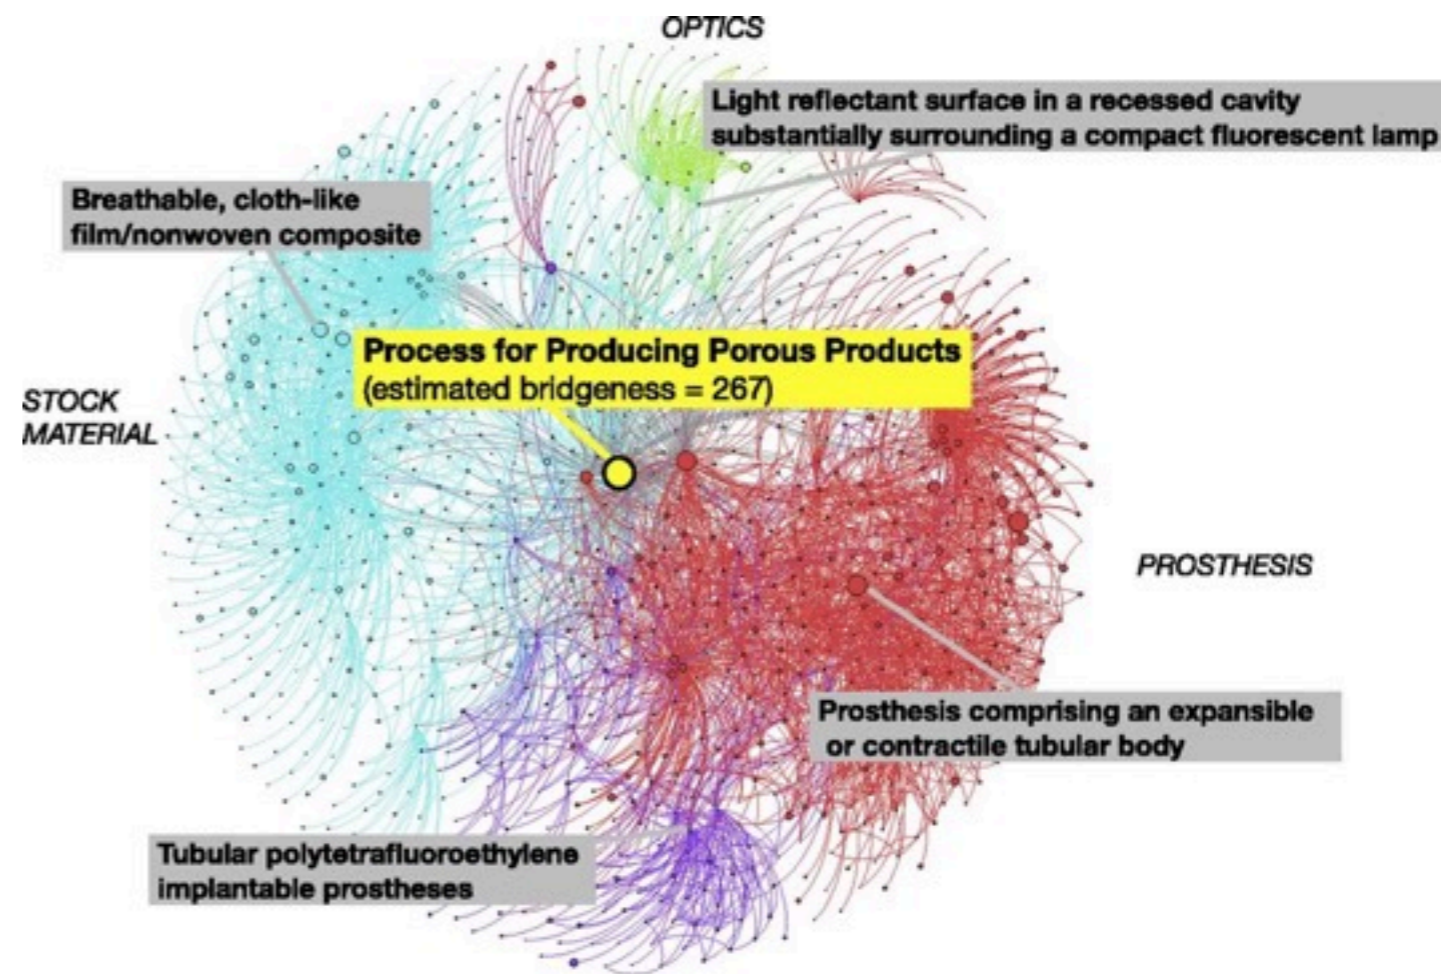 OPTICS
Light reflectant surface in a recessed cavity
substantially surrounding a compact fluorescent lamp
Breathable, cloth-like
film/nonwoven composite
Process for Producing Porous Products
(estimated bridgeness = 267)
STOCK
MATERIAL
PROSTHESIS
Prosthesis comprising an expansible
or contractile tubular body
Tubular polytetrafluoroethylene
implantable prostheses